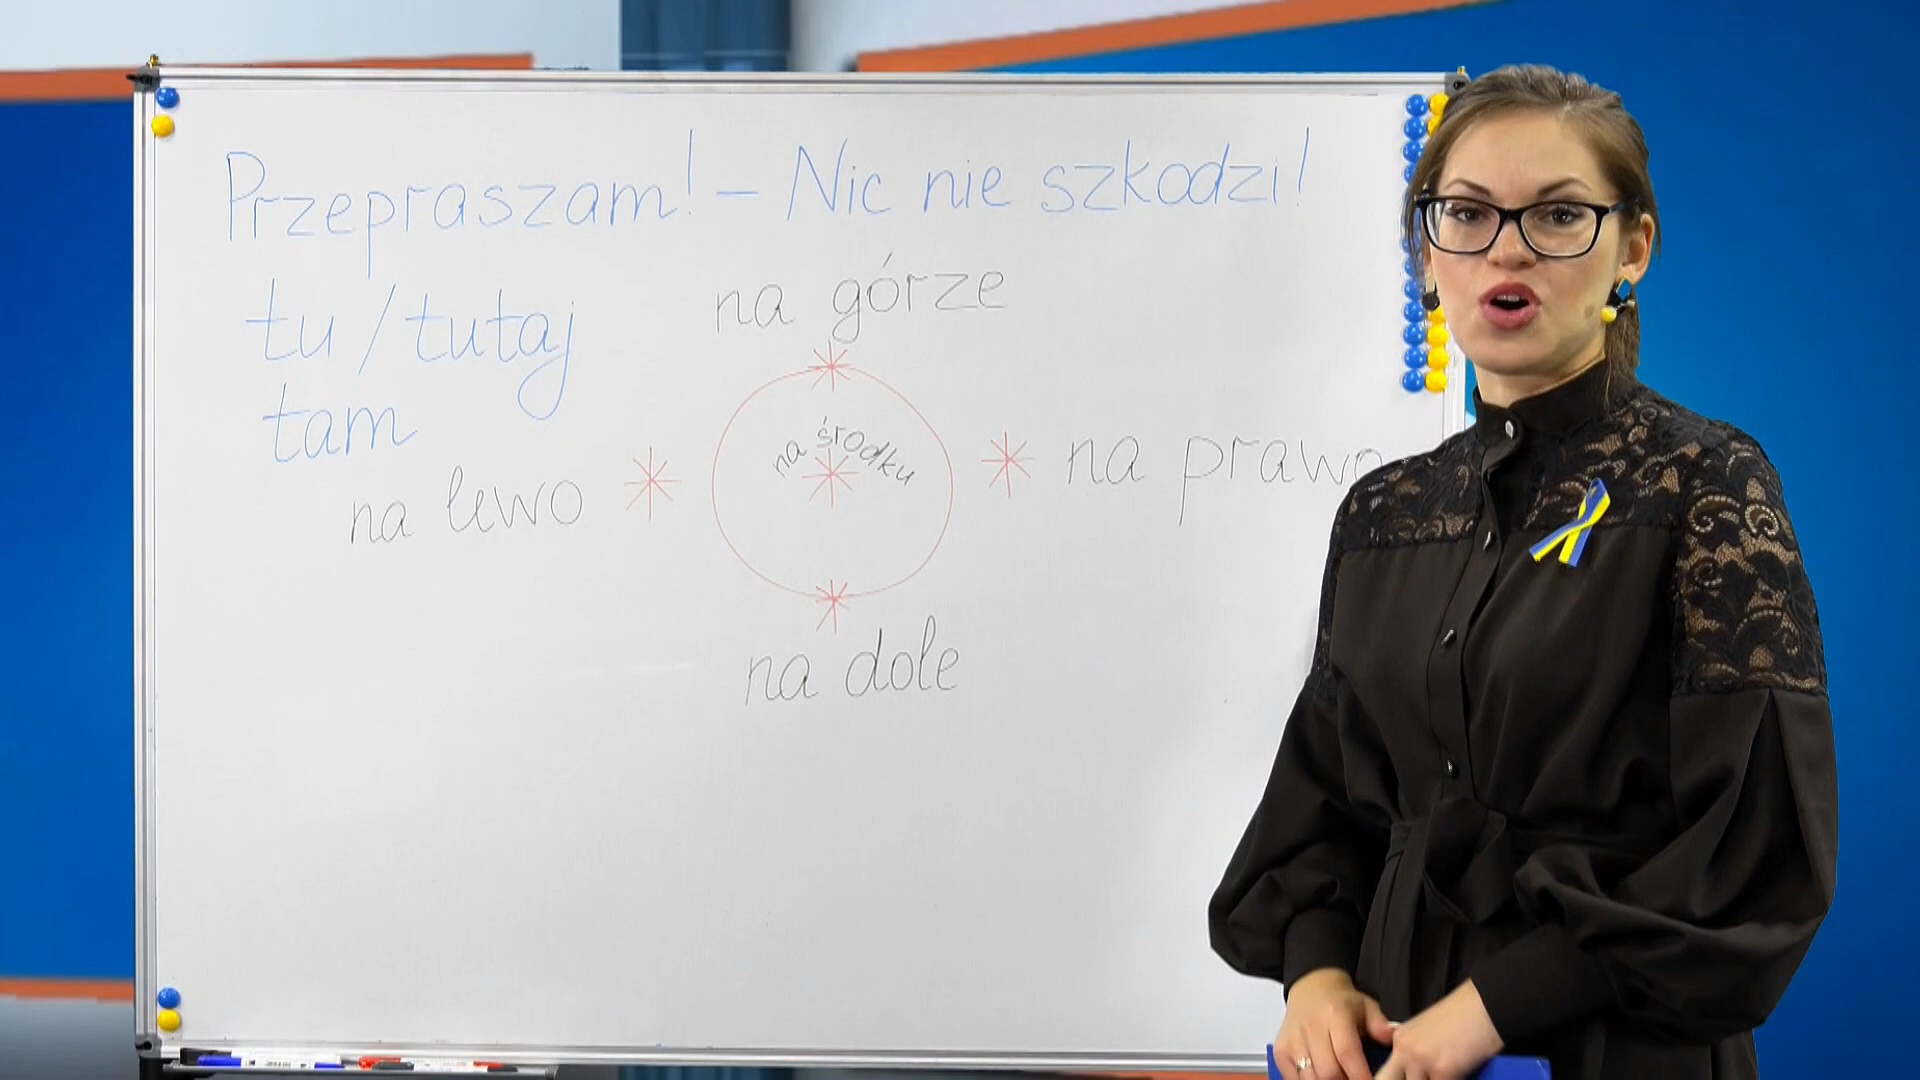 Przepraszam! – Nic nie szkodzi!
na górze
tu / tutaj
tam
na środku
na lewo
na prawo
na dole